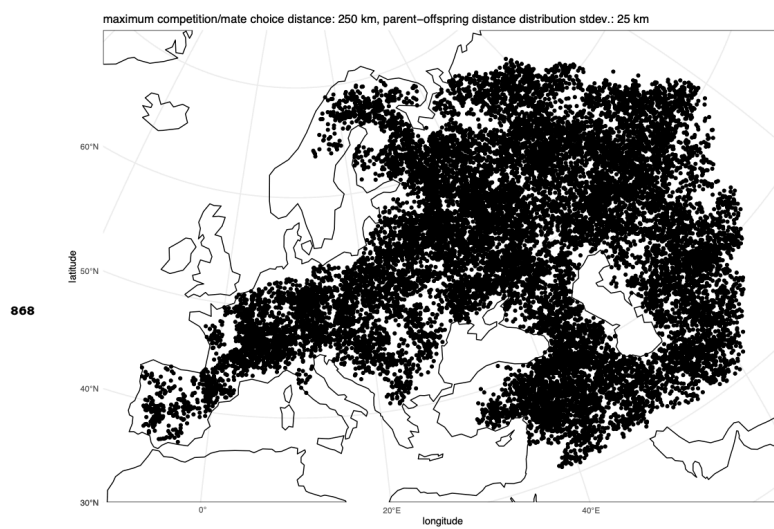 maximum competition/mate choice distance: 250 km, parent−offspring distance distribution stdev.: 25 km
60°N
latitude
50°N
868
40°N
30°N
0°
20°E
40°E
longitude